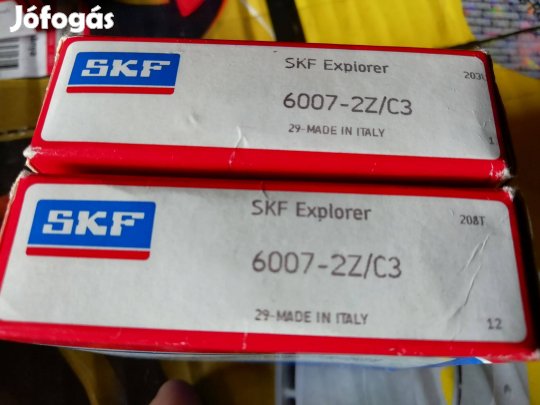 Jófogás
SKF
SKF Explorer
6007-2Z/C3
29-MADE IN ITALY
1
SKF
SKF Explorer
208T
6007-2Z/C3
29-MADE IN ITALY
12